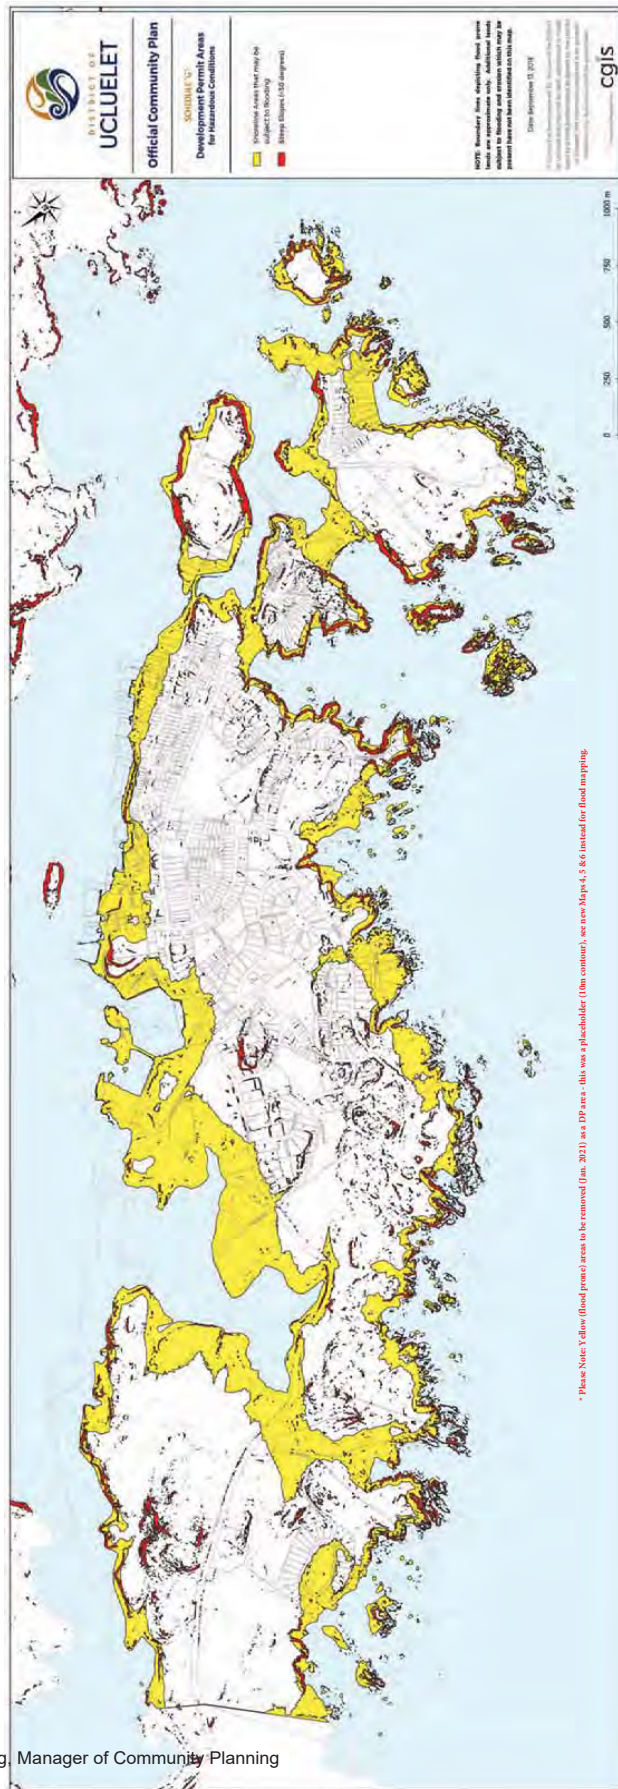 DISTRICT OF
UCLUELET
Official Community Plan
SCHEDULE "G":
Development Permit Areas
for Hazardous Conditions
Shoreline Areas that may be
subject to flooding
Steep Slopes (>30 degrees)
NOTE: Boundary lines depicting flood prone
lands are approximate only. Additional lands
subject to flooding and erosion which may be
present have not been identified on this map.
Date: September 13, 2018
cgis
0 250 500 750 1000 m
* Please Note: Yellow (flood prone) areas to be removed (Jan. 2021) as a DP area - this was a placeholder (10m contour), see new Maps 4, 5 & 6 instead for flood mapping.
g, Manager of Community Planning